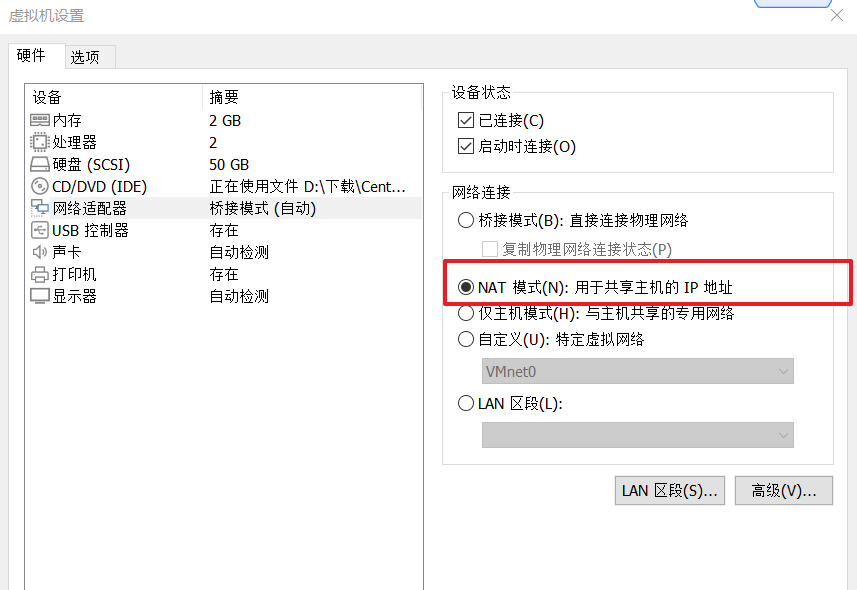 虚拟机设置
硬件 选项
设备 摘要
内存 2 GB
处理器 2
硬盘 (SCSI) 50 GB
CD/DVD (IDE) 正在使用文件 D:\下载\Cent...
网络适配器 桥接模式 (自动)
USB 控制器 存在
声卡 自动检测
打印机 存在
显示器 自动检测
设备状态
已连接(C)
启动时连接(O)
网络连接
桥接模式(B): 直接连接物理网络
复制物理网络连接状态(P)
NAT 模式(N): 用于共享主机的 IP 地址
仅主机模式(H): 与主机共享的专用网络
自定义(U): 特定虚拟网络
VMnet0
LAN 区段(L):
LAN 区段(S)... 高级(V)...